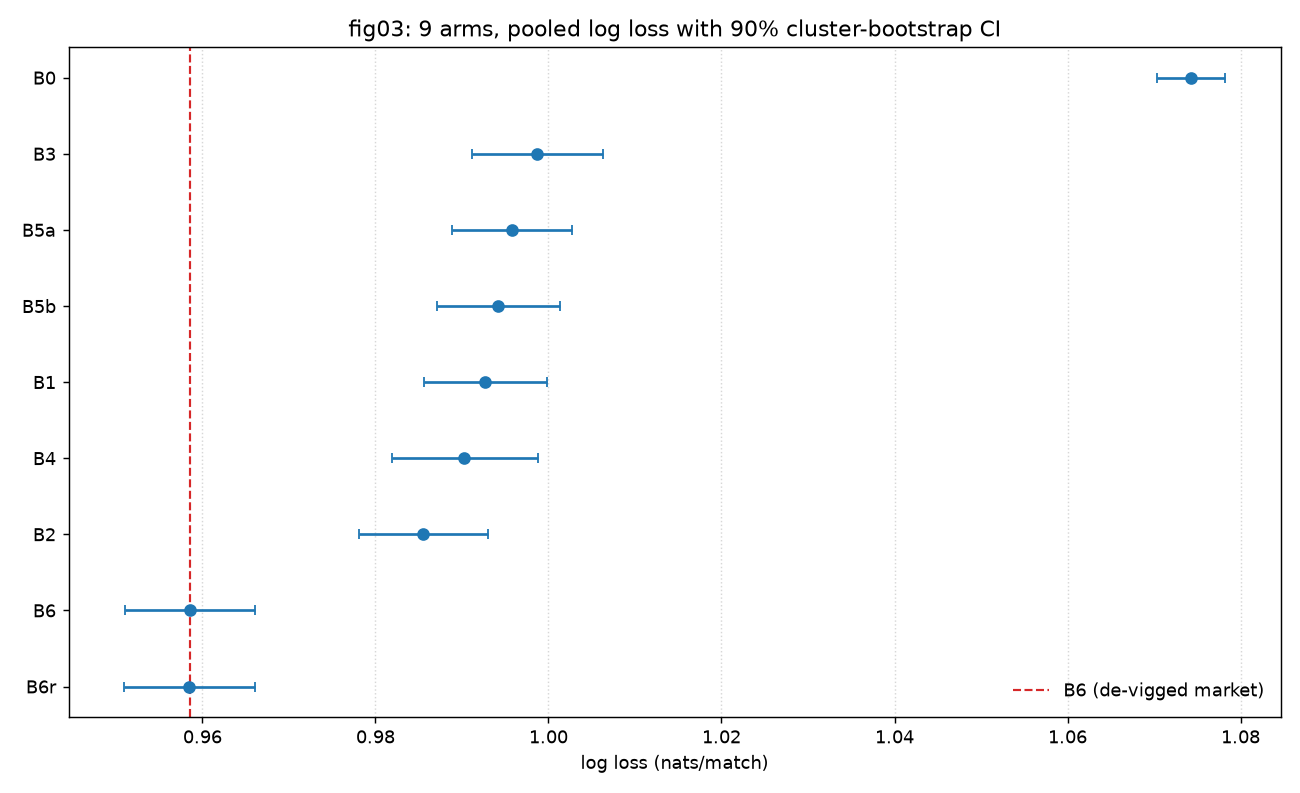 fig03: 9 arms, pooled log loss with 90% cluster-bootstrap CI
B0
B3
B5a
B5b
B1
B4
B2
B6
B6r
B6 (de-vigged market)
0.96 0.98 1.00 1.02 1.04 1.06 1.08
log loss (nats/match)